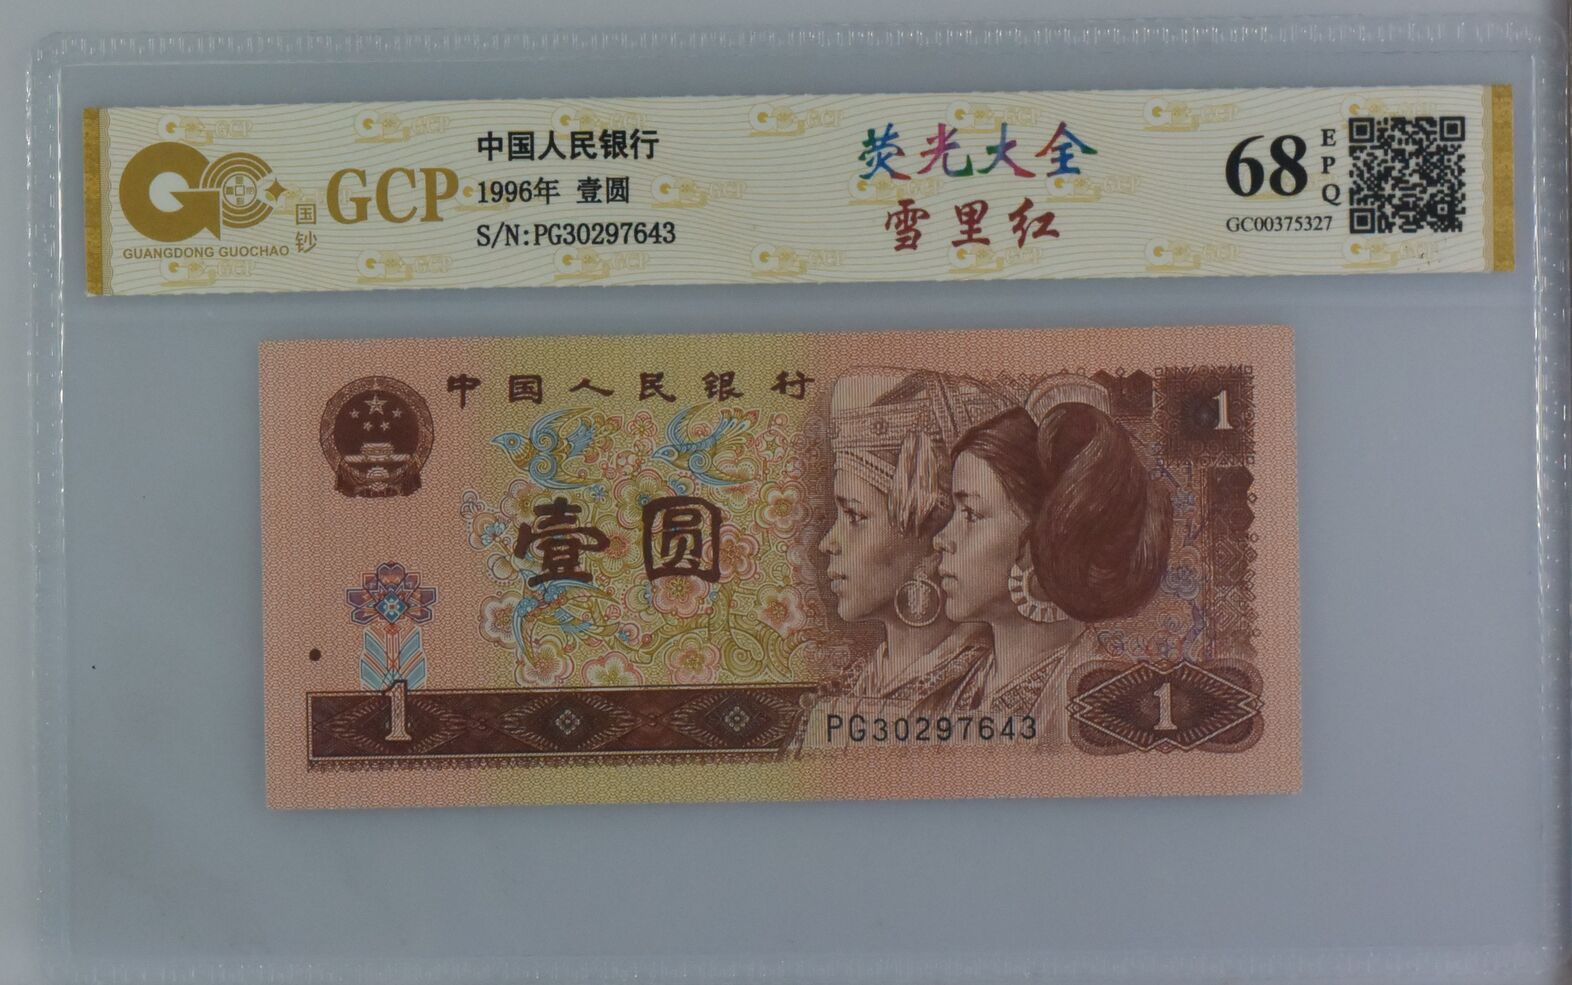 GUANGDONG GUOCHAO
国钞
GCP
中国人民银行
1996年 壹圆
S/N:PG30297643
荧光大全
雪里红
68
EPQ
GC00375327
中国人民银行
1
壹圆
1
PG30297643
1